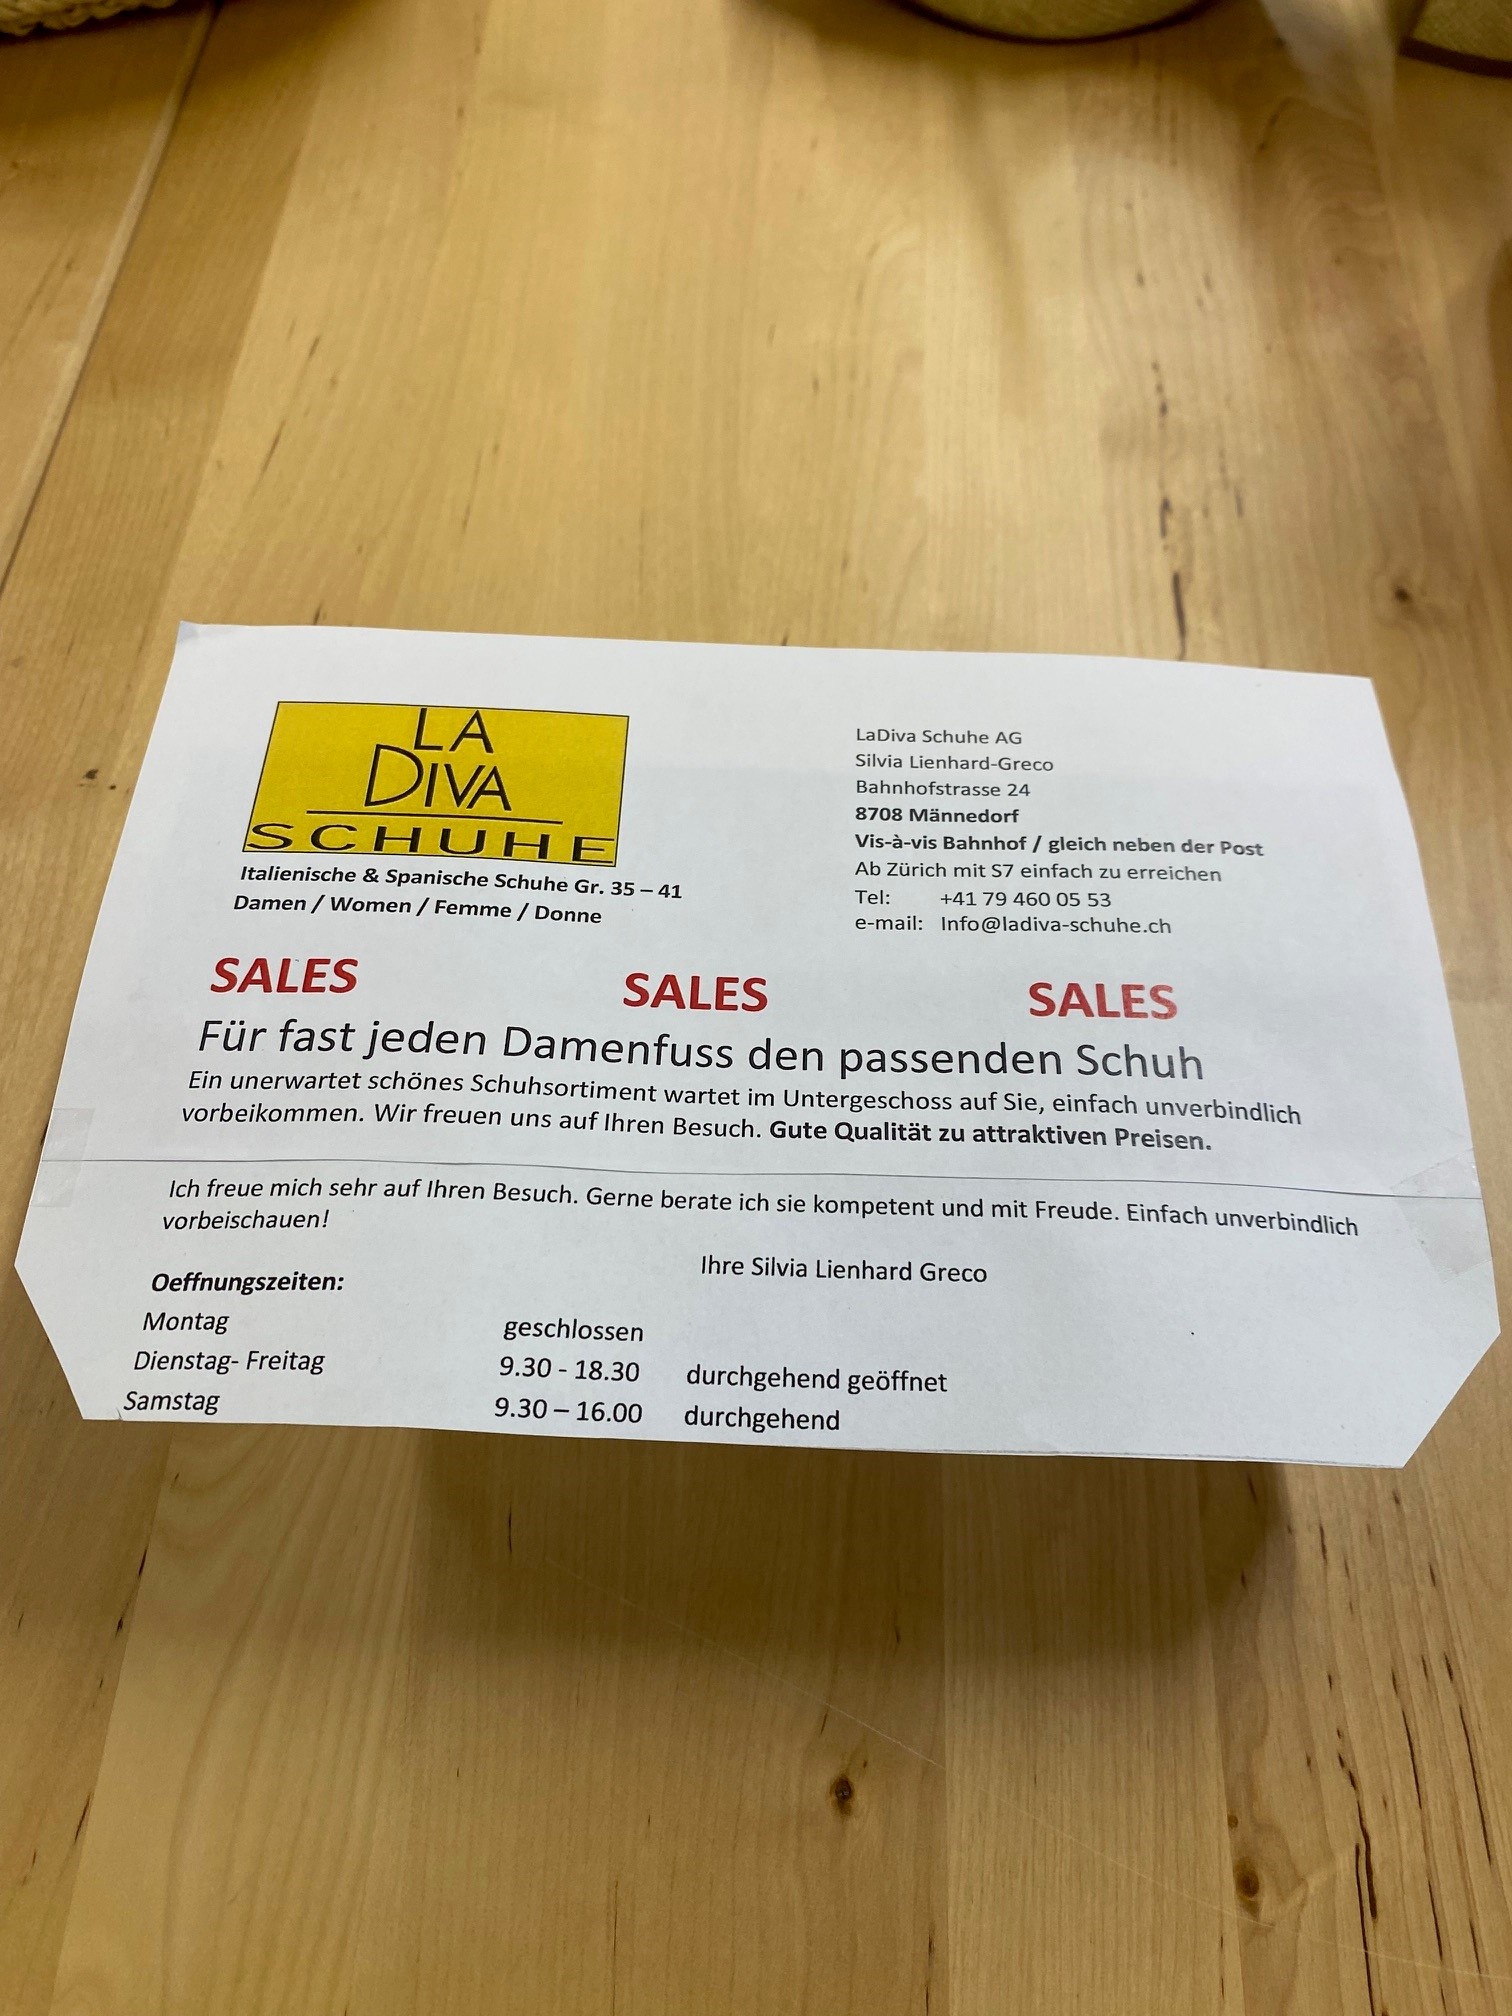 LA
DIVA
SCHUHE
Italienische & Spanische Schuhe Gr. 35 – 41
Damen / Women / Femme / Donne
LaDiva Schuhe AG
Silvia Lienhard-Greco
Bahnhofstrasse 24
8708 Männedorf
Vis-à-vis Bahnhof / gleich neben der Post
Ab Zürich mit S7 einfach zu erreichen
Tel: +41 79 460 05 53
e-mail: Info@ladiva-schuhe.ch
SALES SALES SALES
Für fast jeden Damenfuss den passenden Schuh
Ein unerwartet schönes Schuhsortiment wartet im Untergeschoss auf Sie, einfach unverbindlich
vorbeikommen. Wir freuen uns auf Ihren Besuch. Gute Qualität zu attraktiven Preisen.
Ich freue mich sehr auf Ihren Besuch. Gerne berate ich sie kompetent und mit Freude. Einfach unverbindlich
vorbeischauen!
Ihre Silvia Lienhard Greco
Oeffnungszeiten:
Montag geschlossen
Dienstag- Freitag 9.30 - 18.30 durchgehend geöffnet
Samstag 9.30 – 16.00 durchgehend